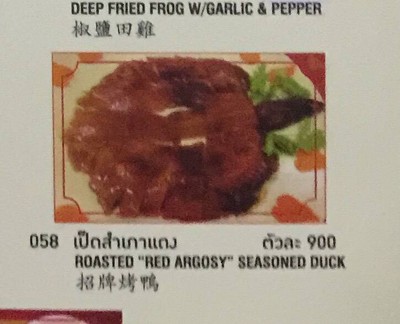 DEEP FRIED FROG W/GARLIC & PEPPER
椒鹽田雞
058 เป็ดสำเภาแดง ตัวละ 900
ROASTED "RED ARGOSY" SEASONED DUCK
招牌烤鴨